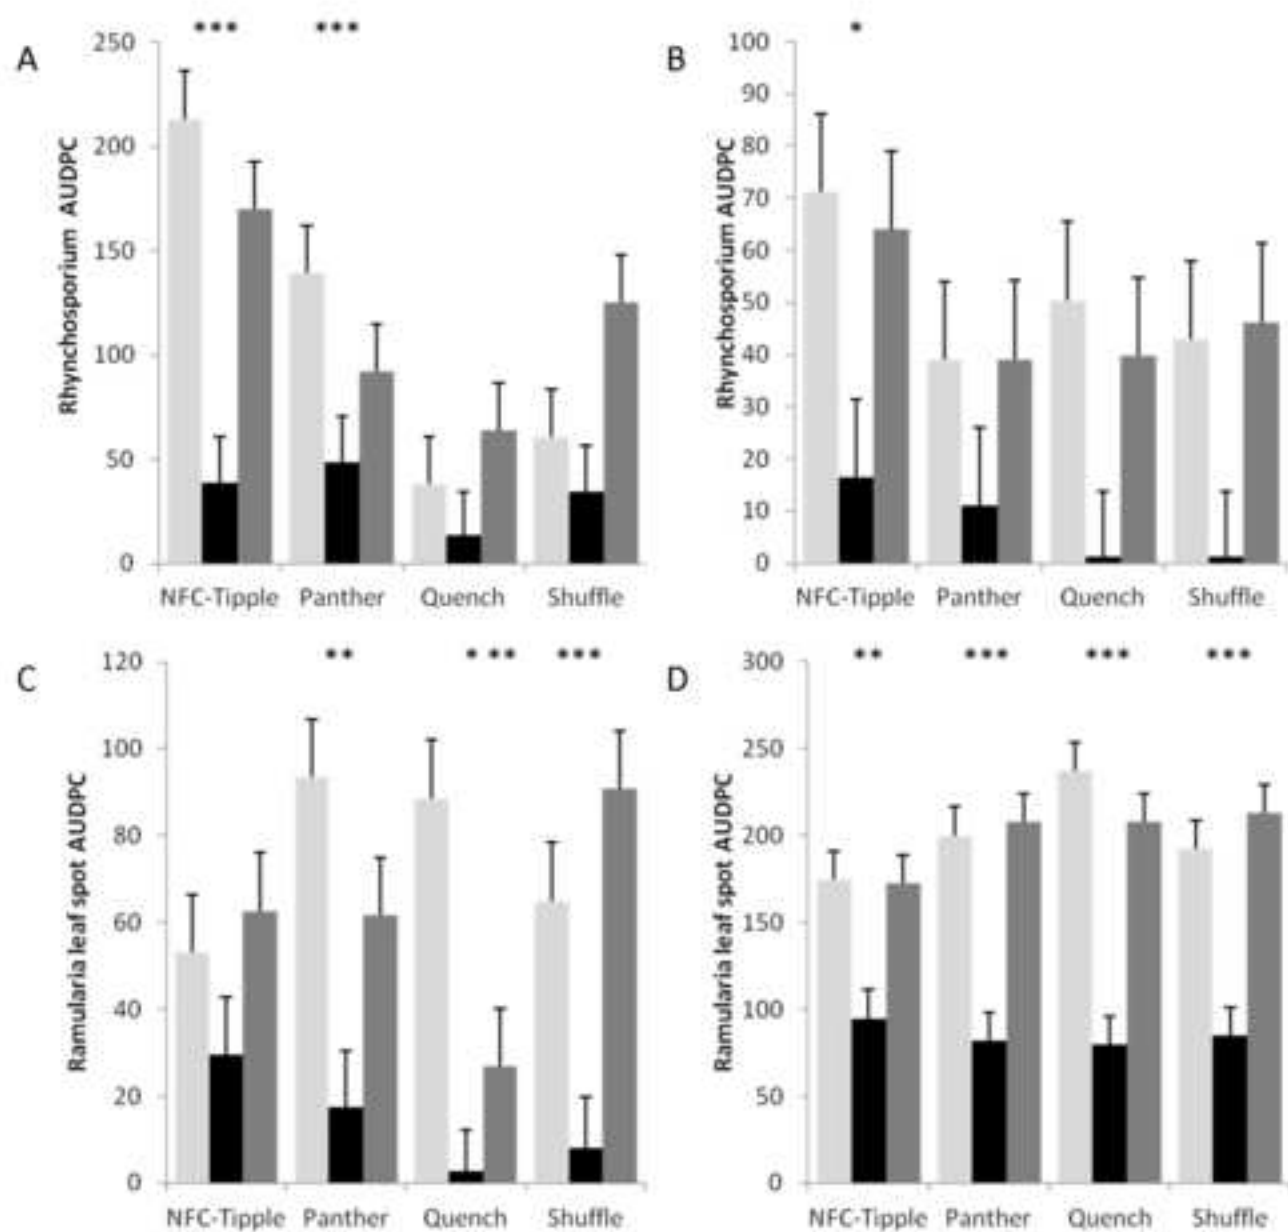 A
Rhynchosporium AUDPC
*** ***
250
200
150
100
50
0
NFC-Tipple Panther Quench Shuffle
B
Rhynchosporium AUDPC
*
100
90
80
70
60
50
40
30
20
10
0
NFC-Tipple Panther Quench Shuffle
C
Ramularia leaf spot AUDPC
** * ** ***
120
100
80
60
40
20
0
NFC-Tipple Panther Quench Shuffle
D
Ramularia leaf spot AUDPC
** *** *** ***
300
250
200
150
100
50
0
NFC-Tipple Panther Quench Shuffle